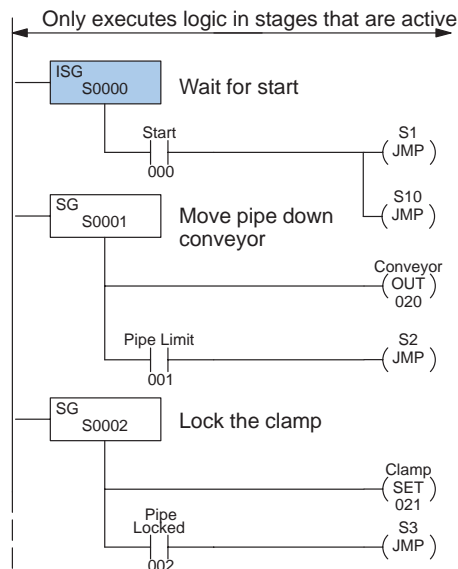 Only executes logic in stages that are active
ISG
S0000
Wait for start
Start
000
S1
JMP
S10
JMP
SG
S0001
Move pipe down
conveyor
Conveyor
OUT
020
Pipe Limit
001
S2
JMP
SG
S0002
Lock the clamp
Clamp
SET
021
Pipe
Locked
002
S3
JMP